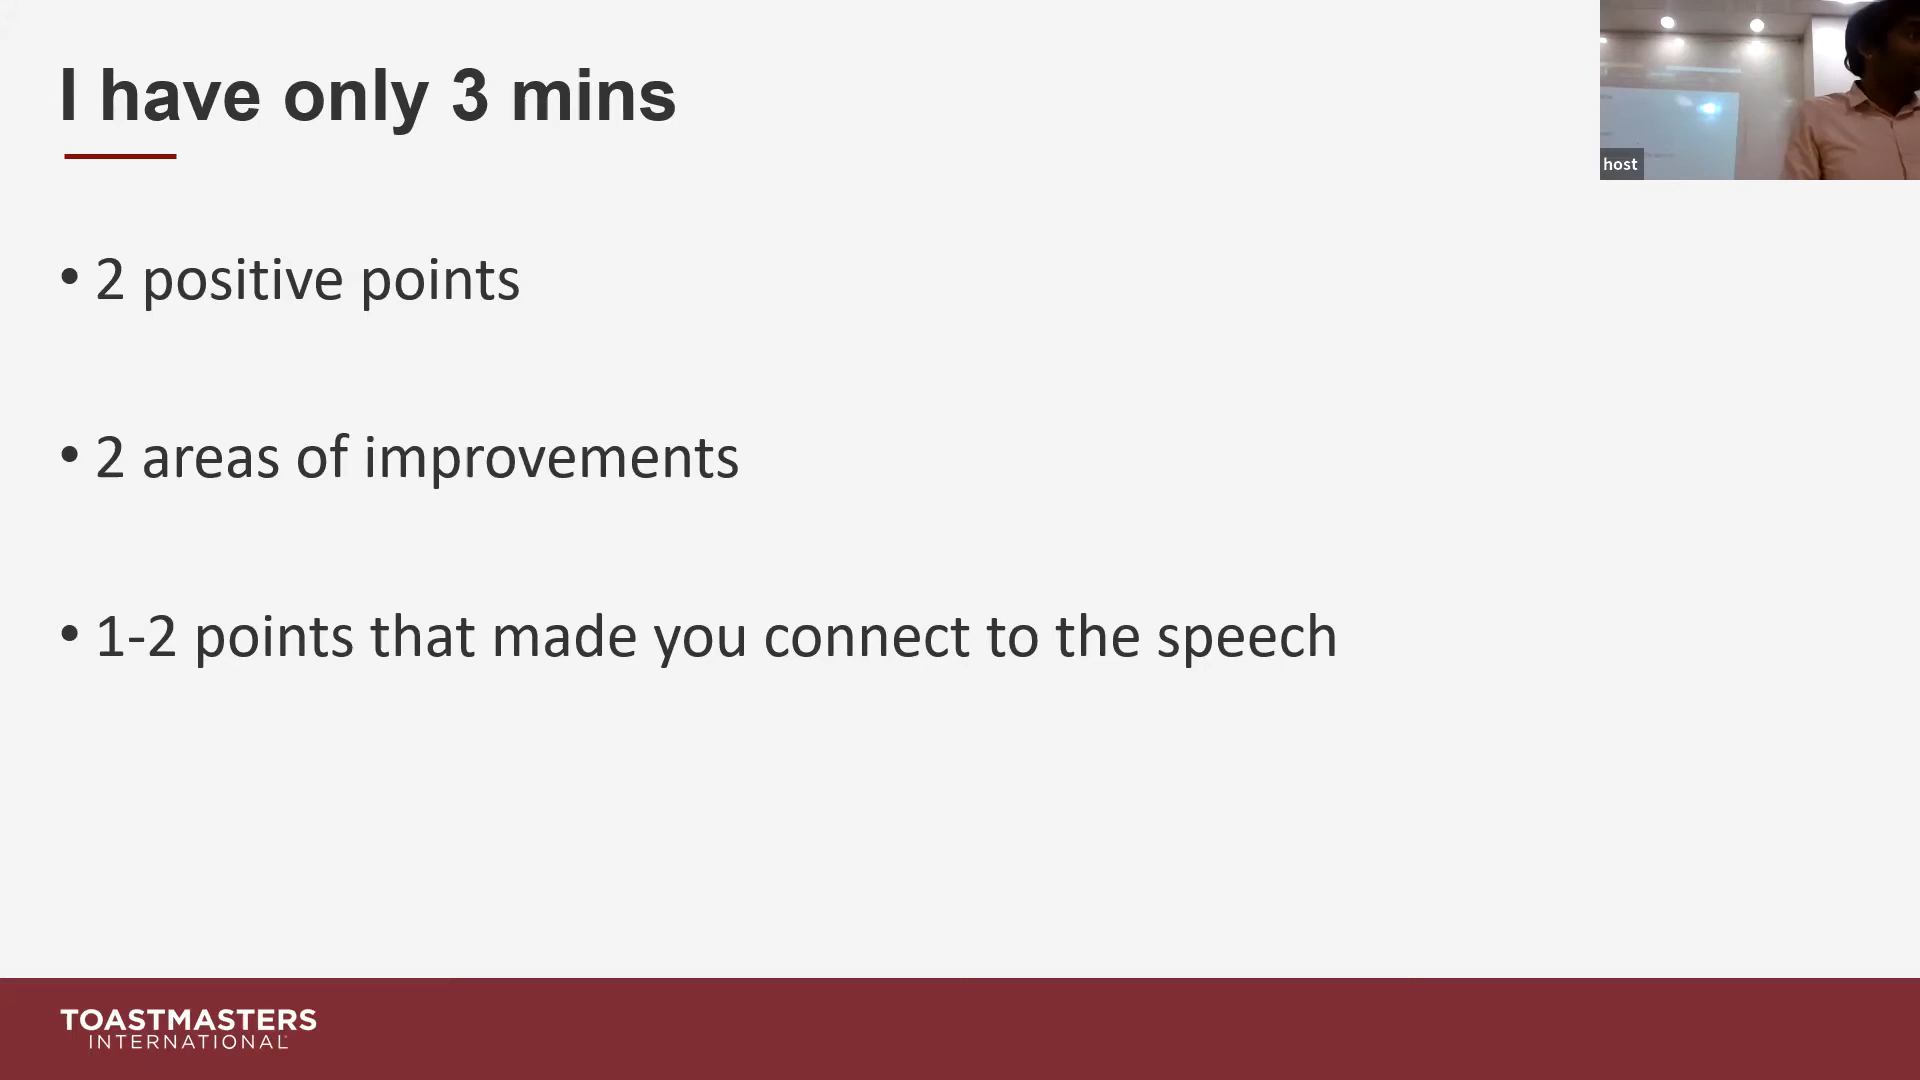 I have only 3 mins
• 2 positive points
• 2 areas of improvements
• 1-2 points that made you connect to the speech
host
TOASTMASTERS
INTERNATIONAL